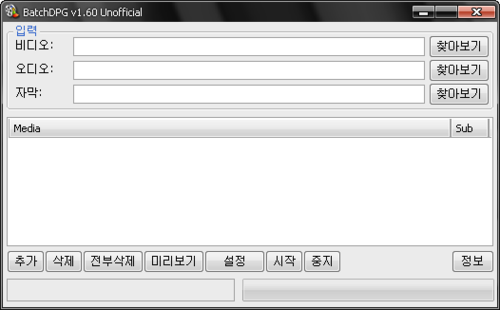 BatchDPG v1.60 Unofficial
입력
비디오: 찾아보기
오디오: 찾아보기
자막: 찾아보기
Media Sub
추가 삭제 전부삭제 미리보기 설정 시작 중지 정보